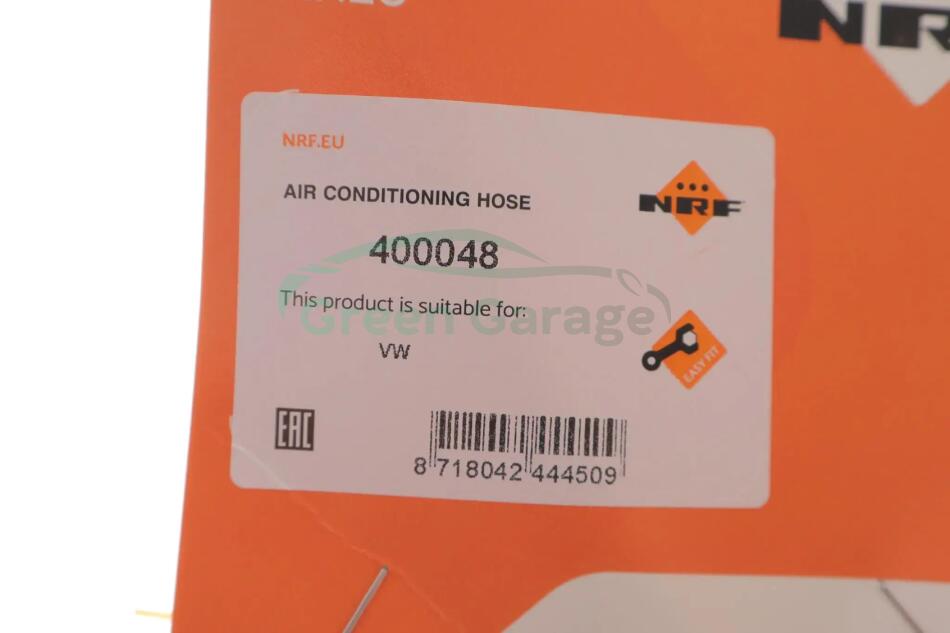 NRF
NRF.EU
AIR CONDITIONING HOSE
NRF
400048
This product is suitable for:
Green Garage
VW
EASY FIT
EAC
8 718042 444509